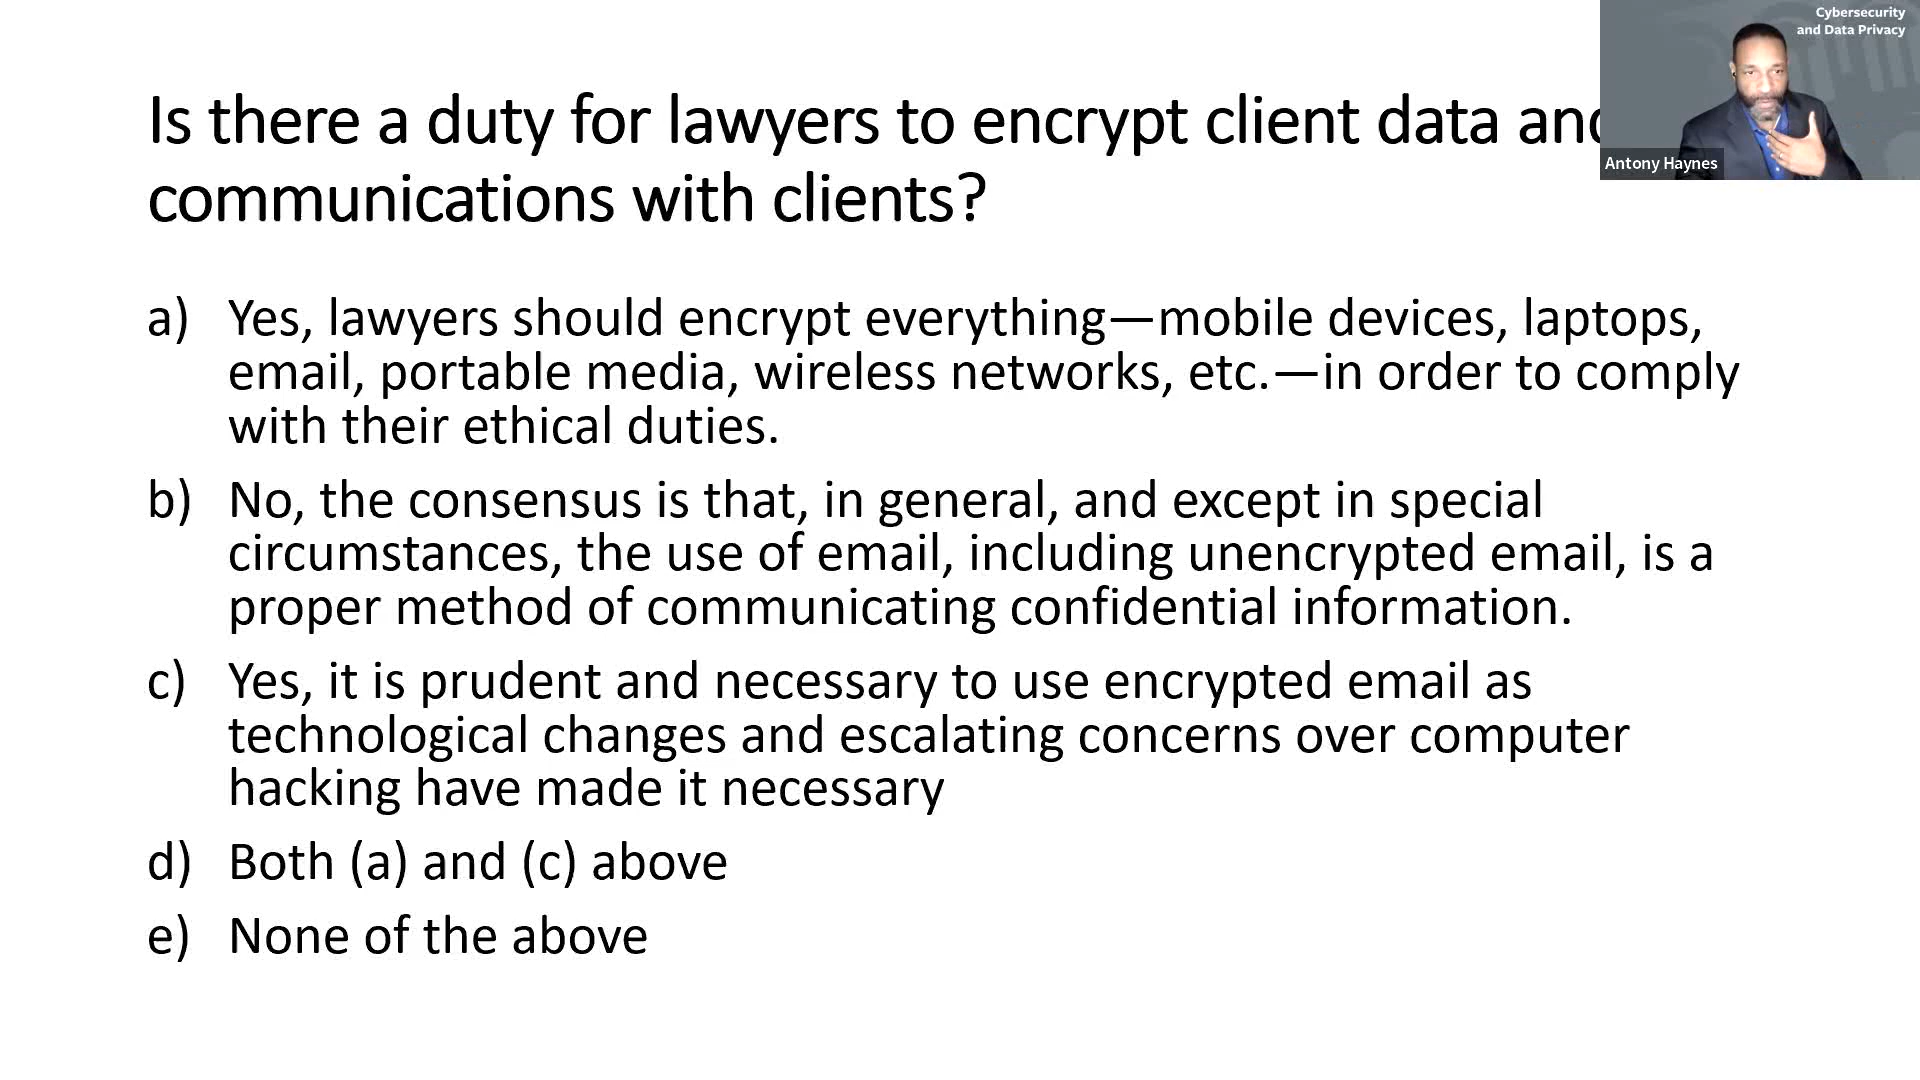 Cybersecurity
and Data Privacy
Antony Haynes
Is there a duty for lawyers to encrypt client data
communications with clients?
a) Yes, lawyers should encrypt everything—mobile devices, laptops,
email, portable media, wireless networks, etc.—in order to comply
with their ethical duties.
b) No, the consensus is that, in general, and except in special
circumstances, the use of email, including unencrypted email, is a
proper method of communicating confidential information.
c) Yes, it is prudent and necessary to use encrypted email as
technological changes and escalating concerns over computer
hacking have made it necessary
d) Both (a) and (c) above
e) None of the above